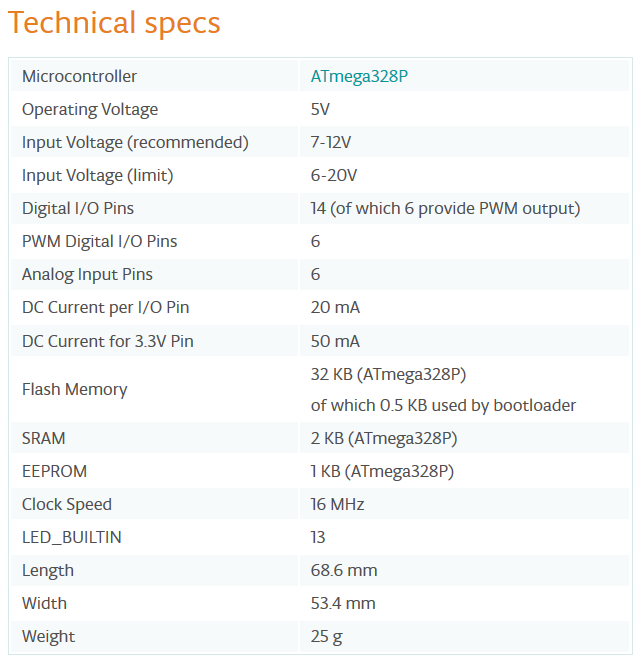 Technical specs
Microcontroller ATmega328P
Operating Voltage 5V
Input Voltage (recommended) 7-12V
Input Voltage (limit) 6-20V
Digital I/O Pins 14 (of which 6 provide PWM output)
PWM Digital I/O Pins 6
Analog Input Pins 6
DC Current per I/O Pin 20 mA
DC Current for 3.3V Pin 50 mA
Flash Memory 32 KB (ATmega328P)
of which 0.5 KB used by bootloader
SRAM 2 KB (ATmega328P)
EEPROM 1 KB (ATmega328P)
Clock Speed 16 MHz
LED_BUILTIN 13
Length 68.6 mm
Width 53.4 mm
Weight 25 g